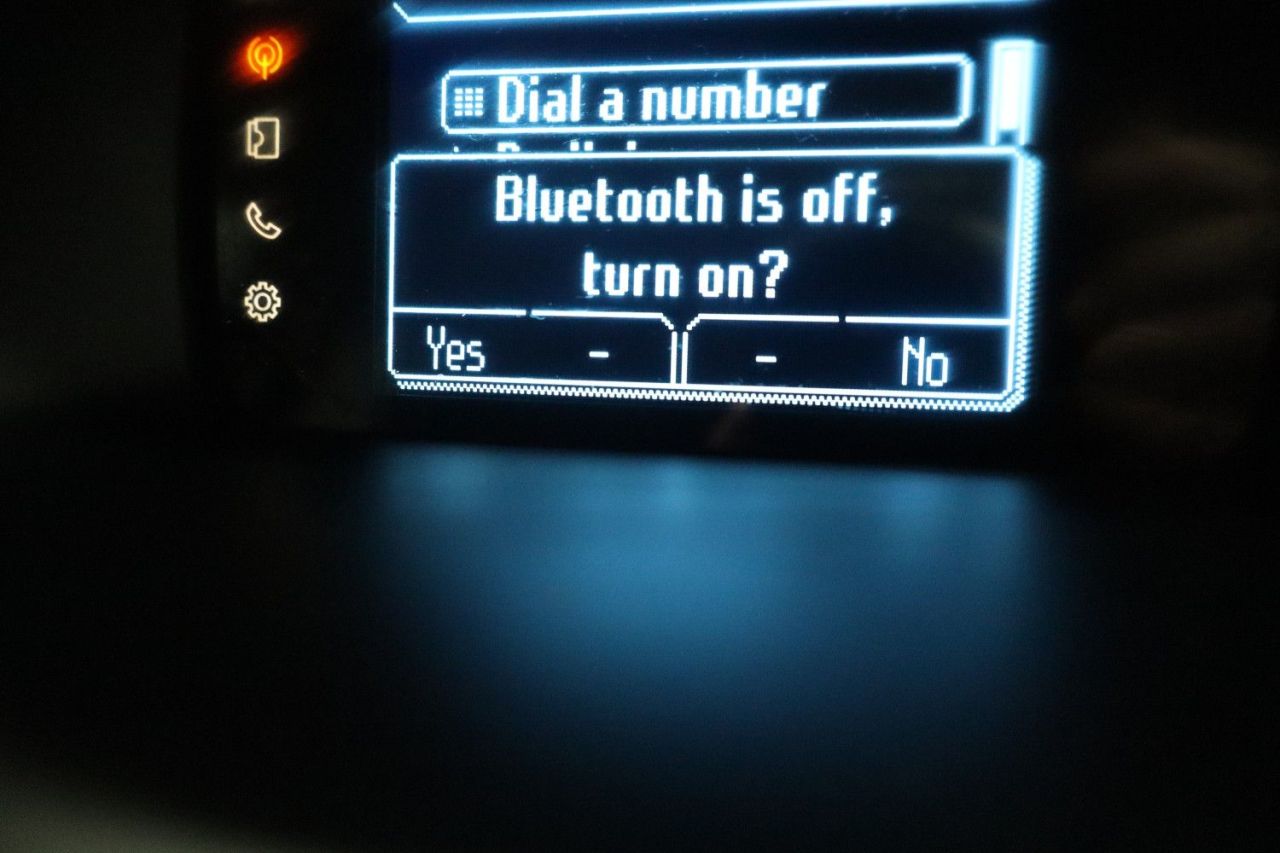 Dial a number
Bluetooth is off,
turn on?
Yes - - No